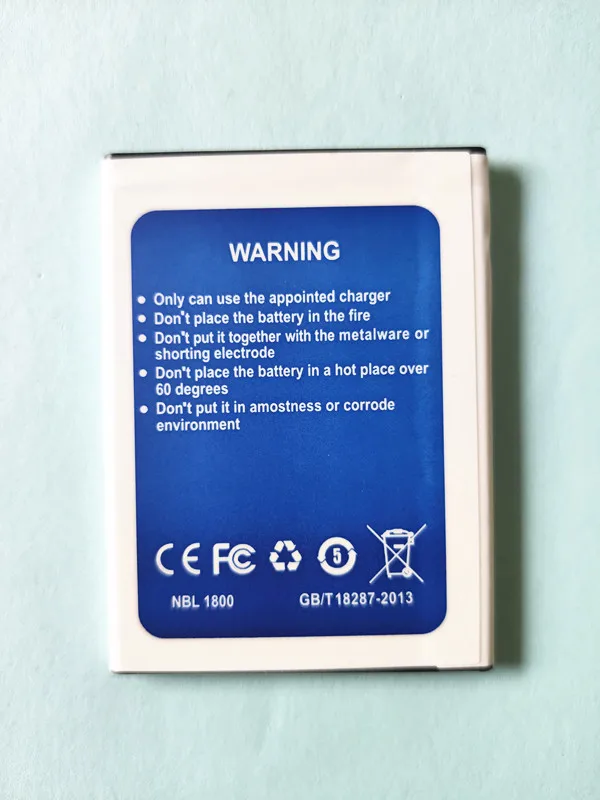 WARNING
• Only can use the appointed charger
• Don"t place the battery in the fire
• Don"t put it together with the metalware or
shorting electrode
• Don"t place the battery in a hot place over
60 degrees
• Don"t put it in amostness or corrode
environment
CE FC 5
NBL 1800 GB/T18287-2013